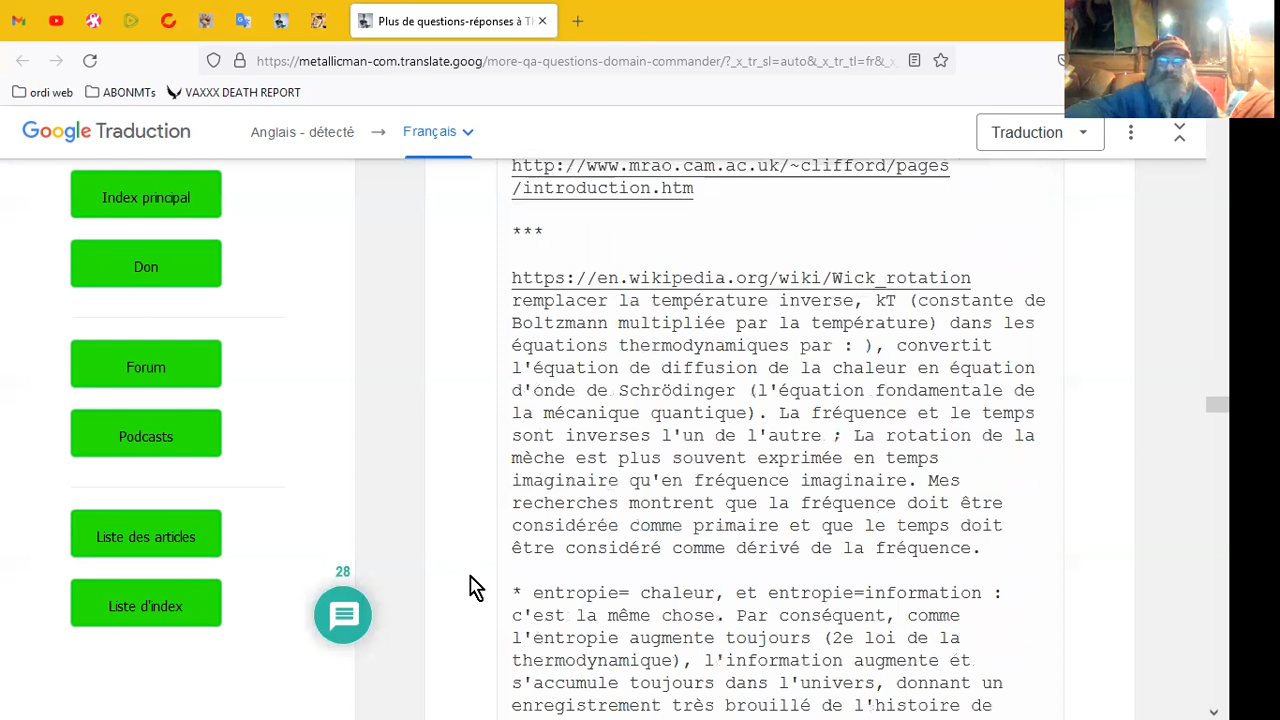 Plus de questions-réponses à Th
https://metallicman-com.translate.goog/more-qa-questions-domain-commander/?_x_tr_sl=auto&_x_tr_tl=fr&_x
ordi web
ABONMTs
VAXXX DEATH REPORT
Google Traduction
Anglais - détecté
Français
Traduction
Index principal
Don
Forum
Podcasts
Liste des articles
Liste d'index
28
http://www.mrao.cam.ac.uk/~clifford/pages
/introduction.htm
***
https://en.wikipedia.org/wiki/Wick_rotation
remplacer la température inverse, kT (constante de
Boltzmann multipliée par la température) dans les
équations thermodynamiques par : ), convertit
l'équation de diffusion de la chaleur en équation
d'onde de Schrödinger (l'équation fondamentale de
la mécanique quantique). La fréquence et le temps
sont inverses l'un de l'autre ; La rotation de la
mèche est plus souvent exprimée en temps
imaginaire qu'en fréquence imaginaire. Mes
recherches montrent que la fréquence doit être
considérée comme primaire et que le temps doit
être considéré comme dérivé de la fréquence.
* entropie= chaleur, et entropie=information :
c'est la même chose. Par conséquent, comme
l'entropie augmente toujours (2e loi de la
thermodynamique), l'information augmente et
s'accumule toujours dans l'univers, donnant un
enregistrement très brouillé de l'histoire de